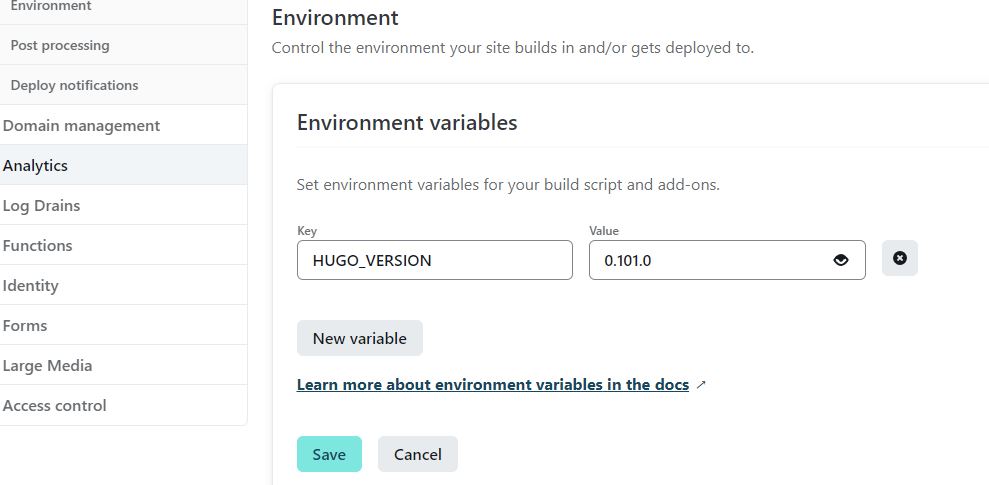 Environment
Post processing
Deploy notifications
Domain management
Analytics
Log Drains
Functions
Identity
Forms
Large Media
Access control
Environment
Control the environment your site builds in and/or gets deployed to.
Environment variables
Set environment variables for your build script and add-ons.
Key
Value
HUGO_VERSION
0.101.0
New variable
Learn more about environment variables in the docs
Save
Cancel